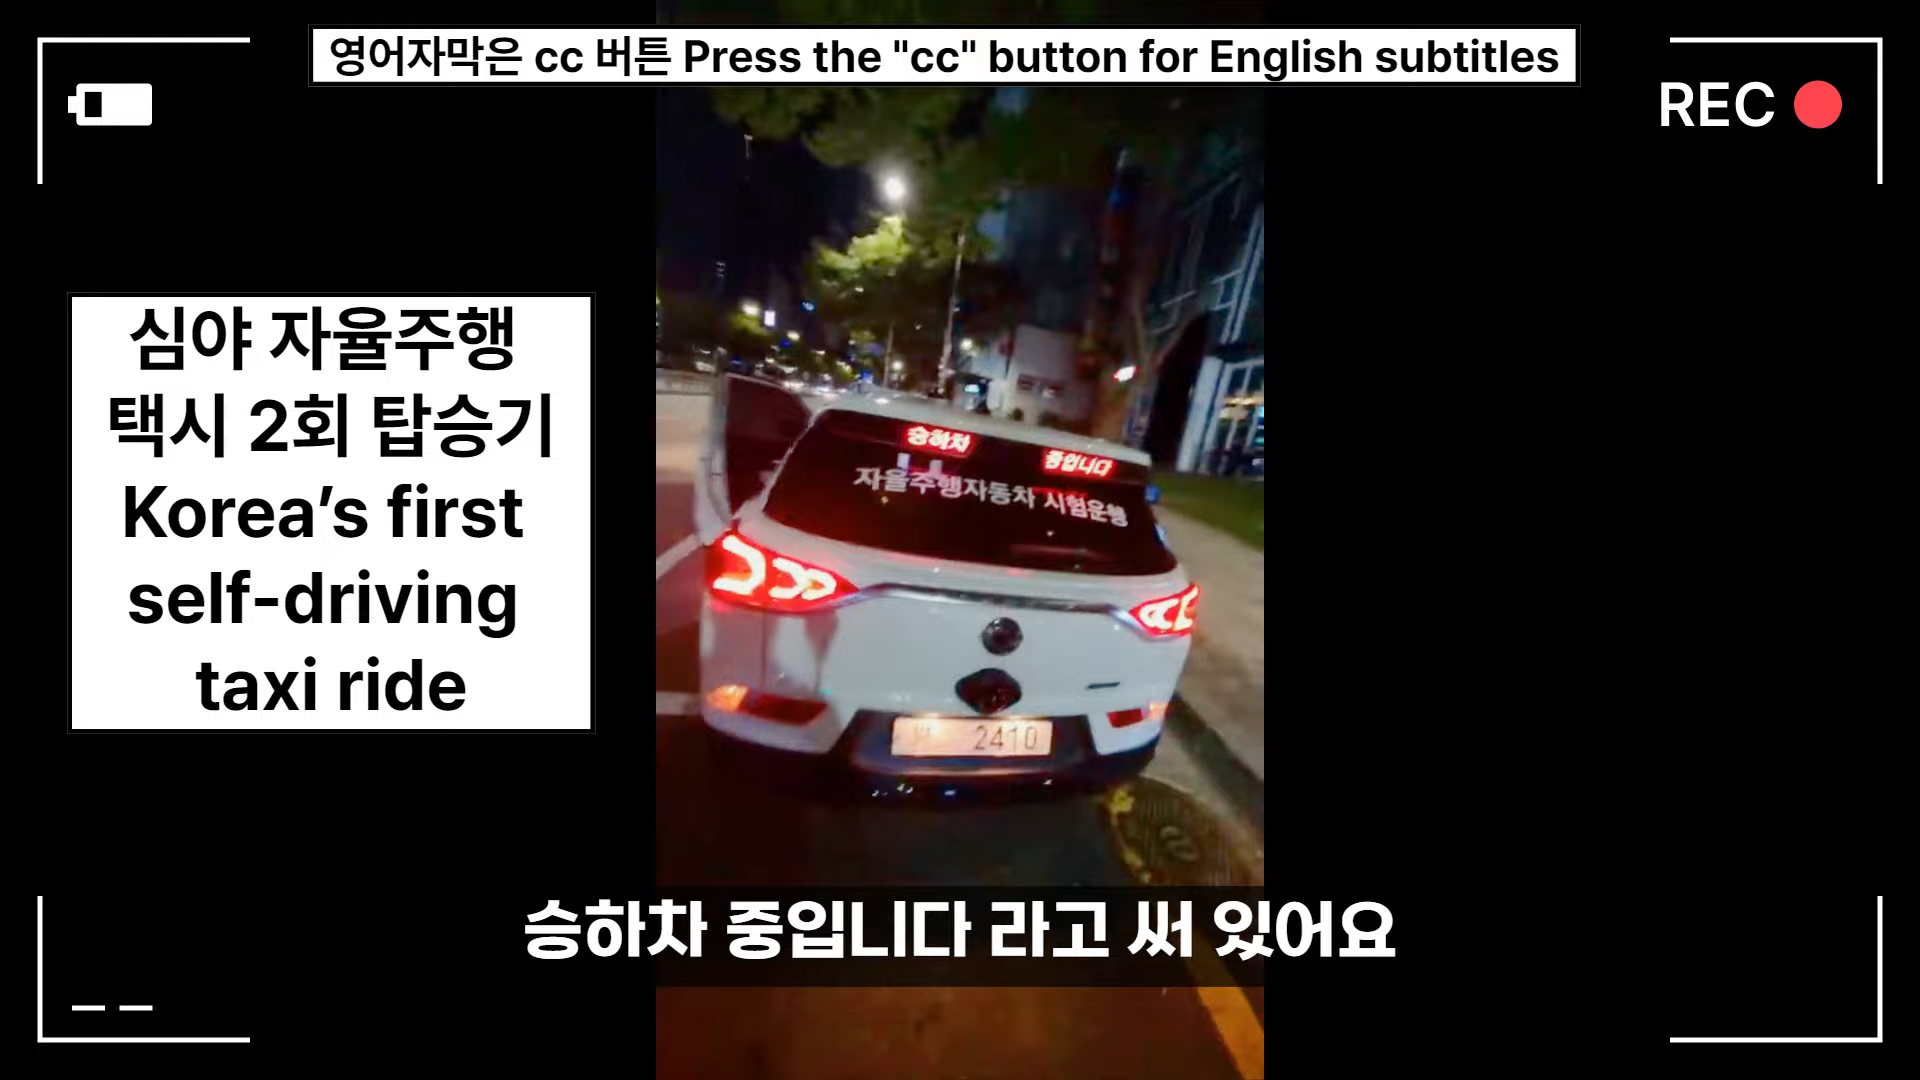 영어자막은 cc 버튼 Press the "cc" button for English subtitles
REC
심야 자율주행
택시 2회 탑승기
Korea’s first
self-driving
taxi ride
승하차 중입니다
자율주행자동차 시험운행
2410
승하차 중입니다 라고 써 있어요